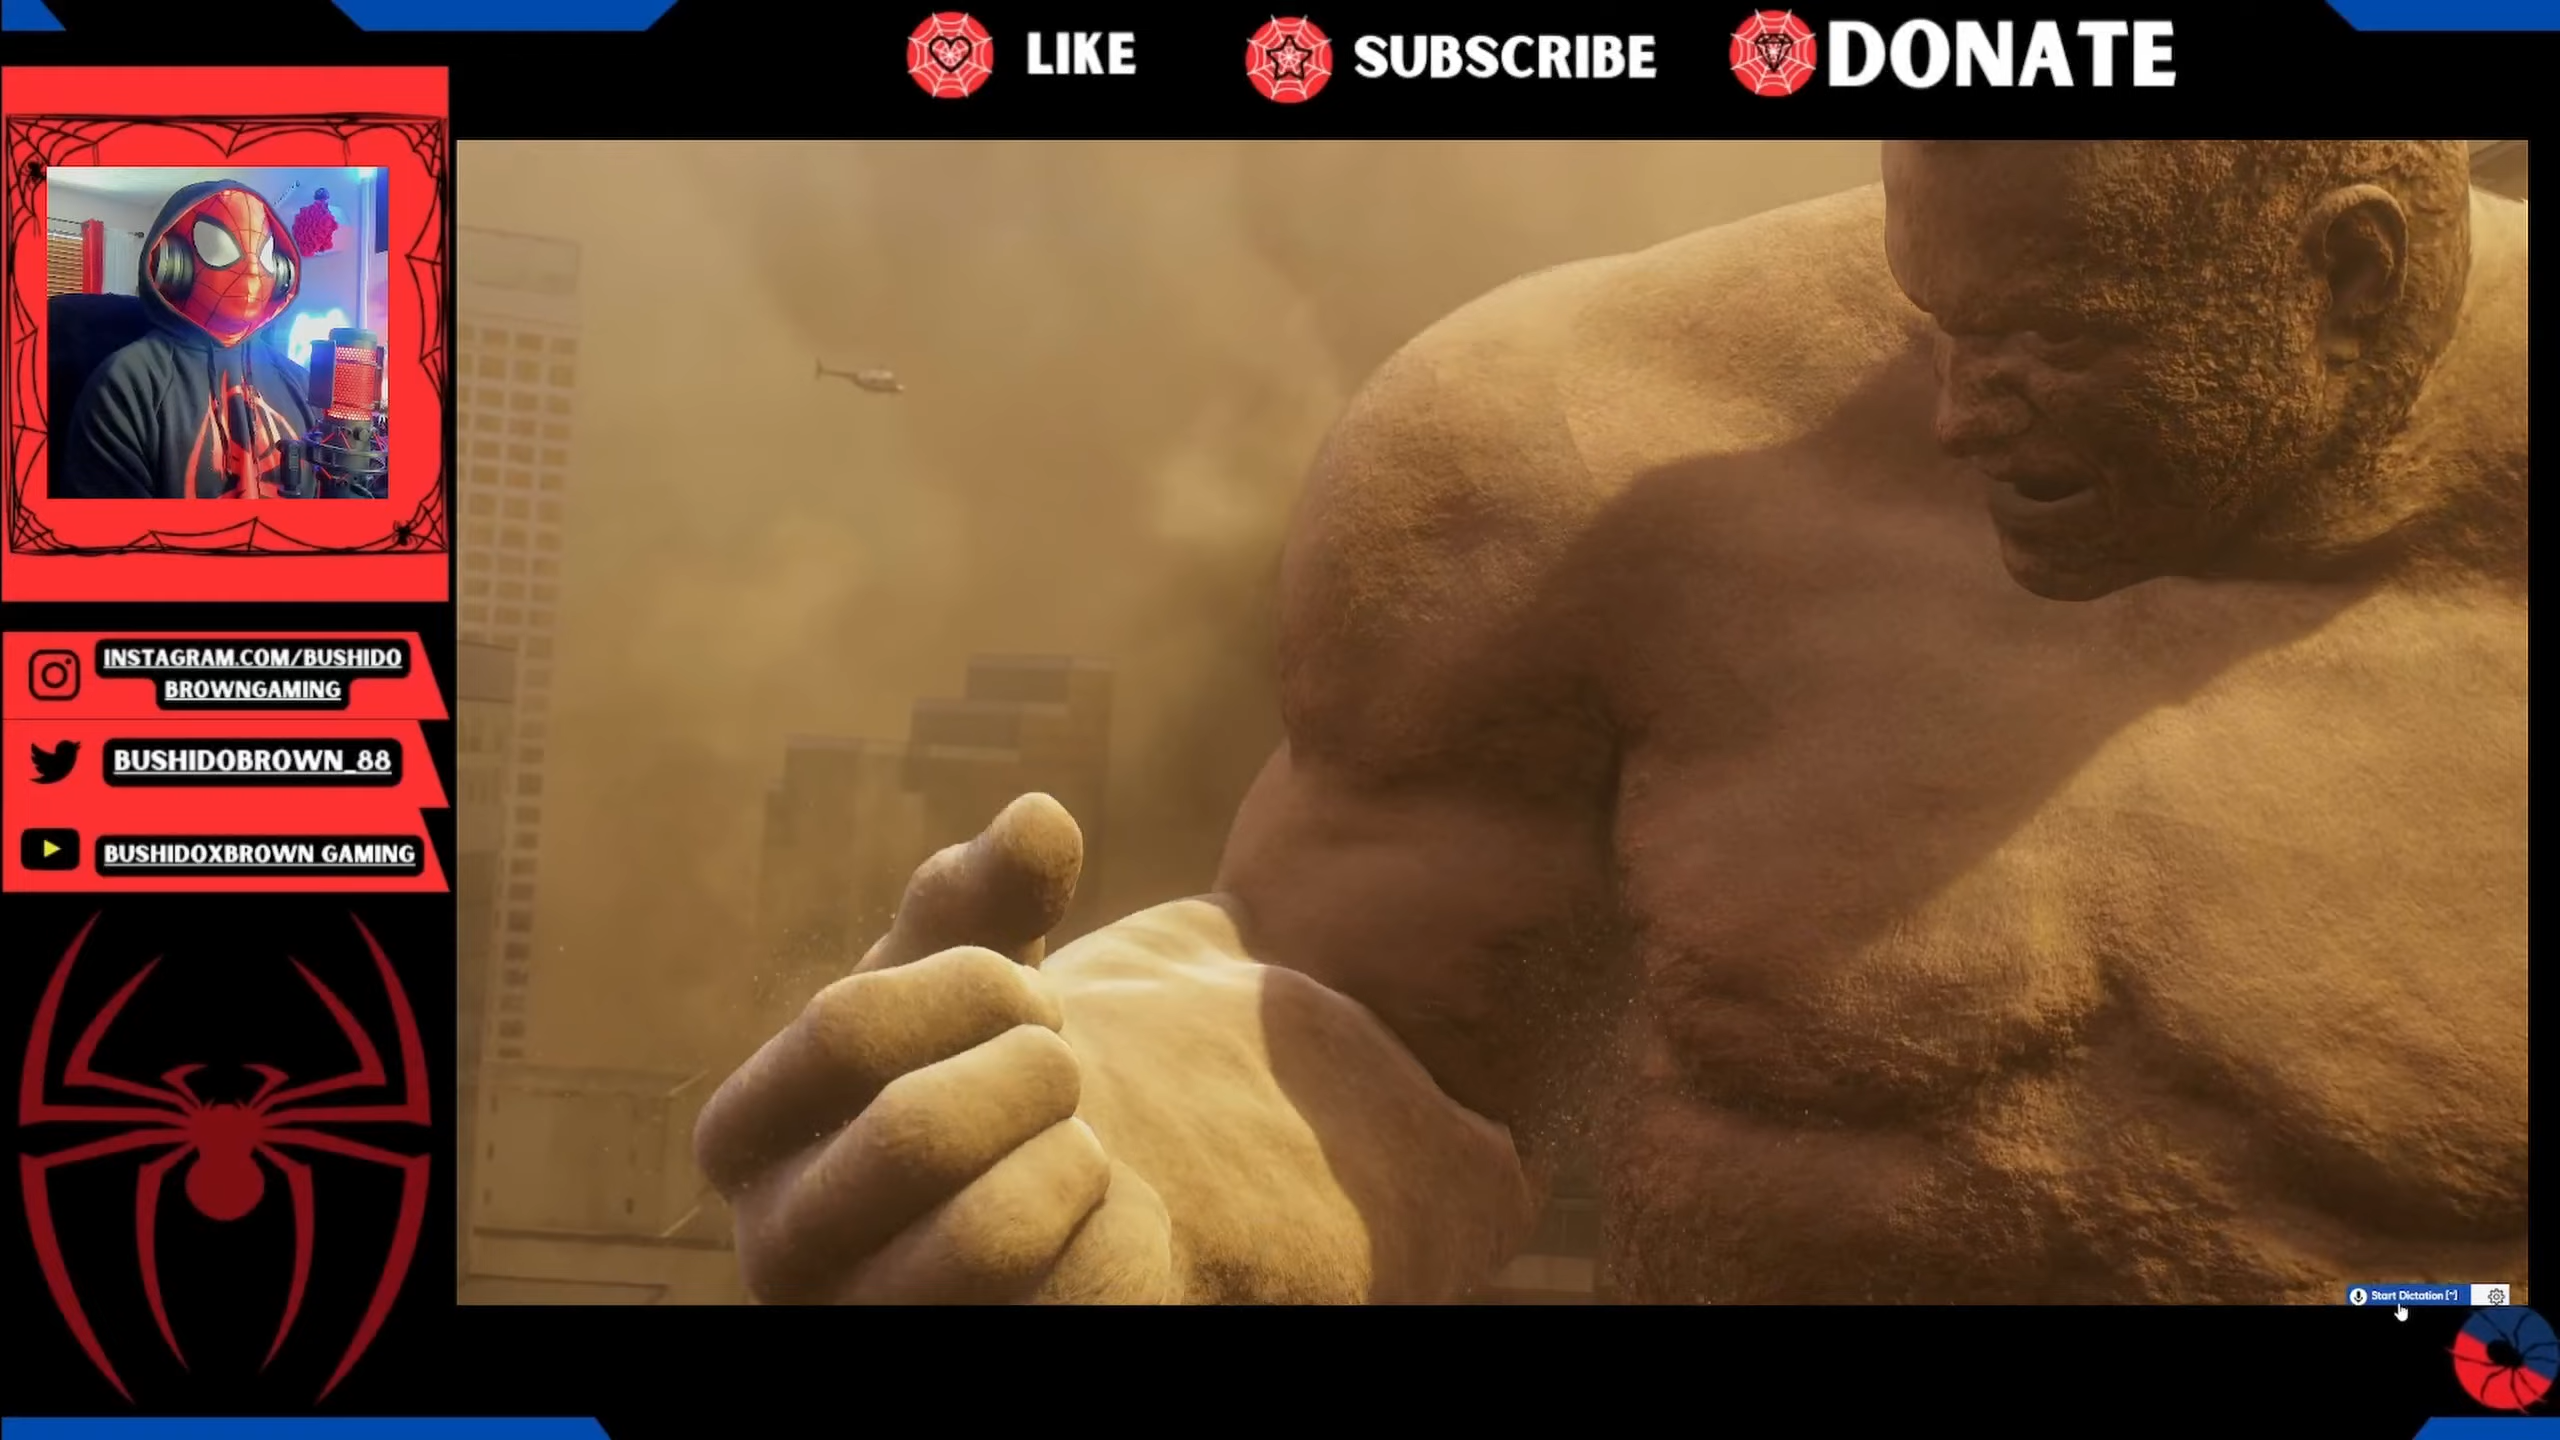 LIKE
SUBSCRIBE
DONATE
INSTAGRAM.COM/BUSHIDO
BROWNGAMING
BUSHIDOBROWN_88
BUSHIDOXBROWN GAMING
Start Dictation [~]